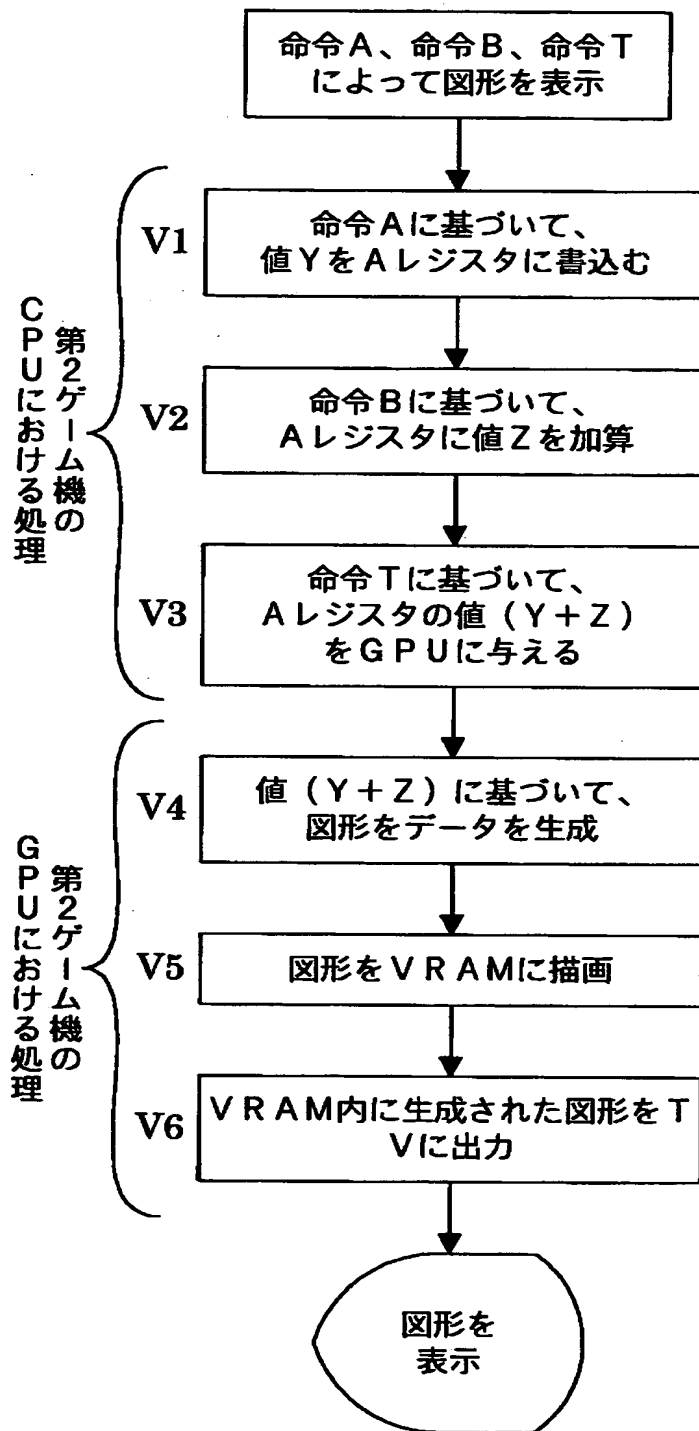 命令A、命令B、命令T
によって図形を表示
第2ゲーム機の
CPUにおける処理
V1
命令Aに基づいて、
値YをAレジスタに書込む
V2
命令Bに基づいて、
Aレジスタに値Zを加算
V3
命令Tに基づいて、
Aレジスタの値(Y+Z)
をGPUに与える
第2ゲーム機の
GPUにおける処理
V4
値(Y+Z)に基づいて、
図形をデータを生成
V5
図形をVRAMに描画
V6
VRAM内に生成された図形をT
Vに出力
図形を
表示